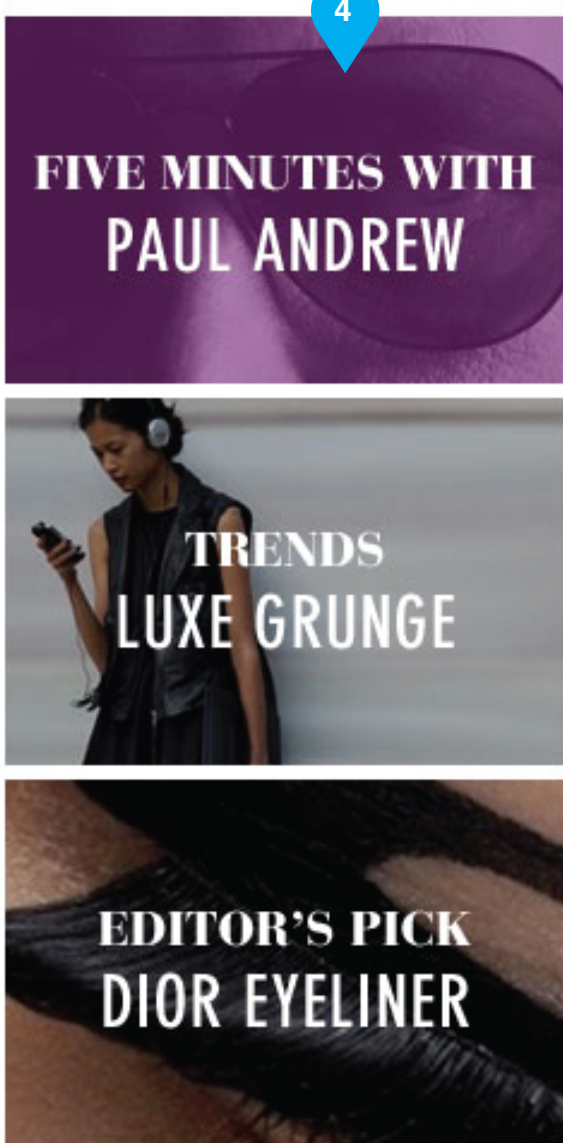 4
FIVE MINUTES WITH
PAUL ANDREW
TRENDS
LUXE GRUNGE
EDITOR'S PICK
DIOR EYELINER